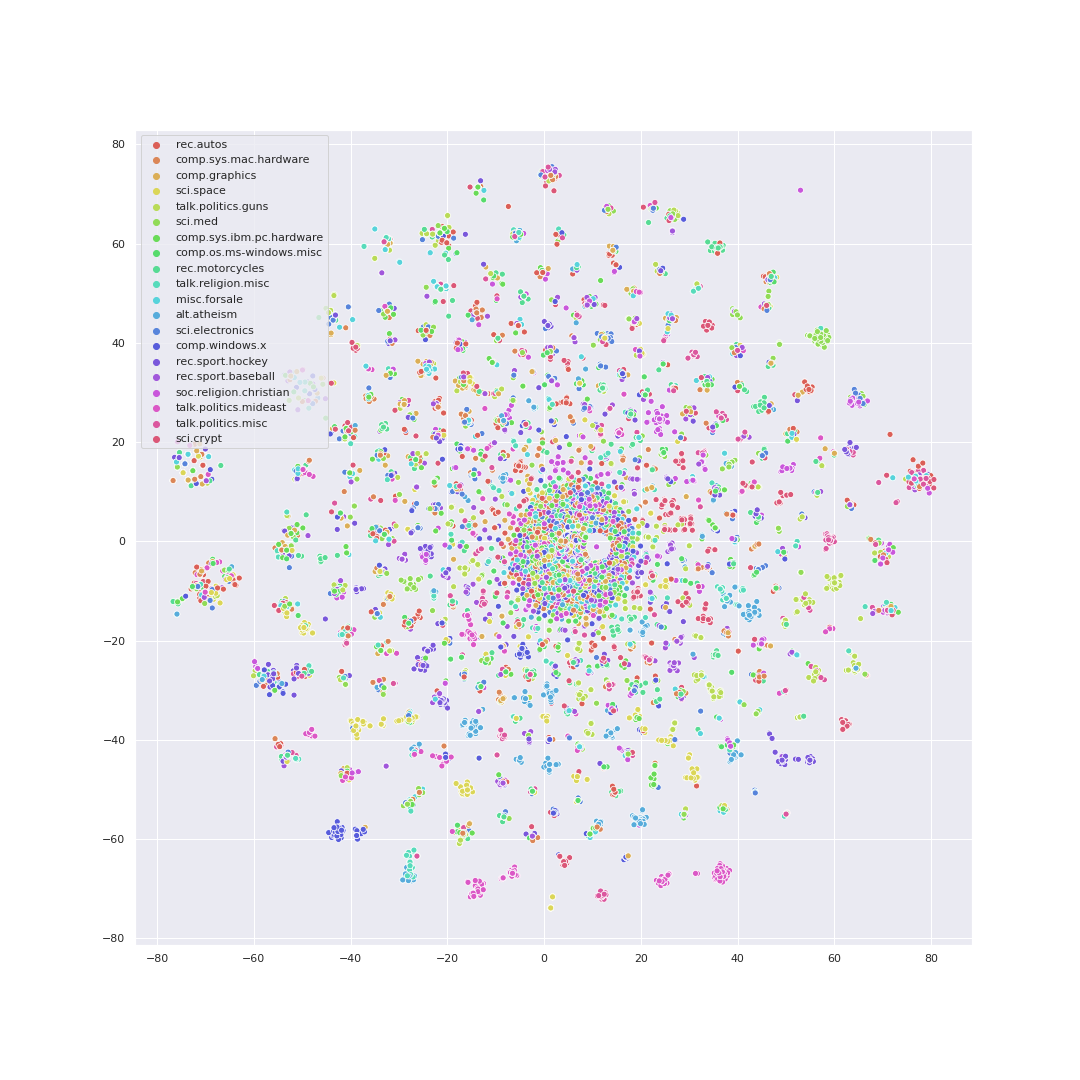 80
60
40
20
0
−20
−40
−60
−80
rec.autos
comp.sys.mac.hardware
comp.graphics
sci.space
talk.politics.guns
sci.med
comp.sys.ibm.pc.hardware
comp.os.ms-windows.misc
rec.motorcycles
talk.religion.misc
misc.forsale
alt.atheism
sci.electronics
comp.windows.x
rec.sport.hockey
rec.sport.baseball
soc.religion.christian
talk.politics.mideast
talk.politics.misc
sci.crypt
−80 −60 −40 −20 0 20 40 60 80